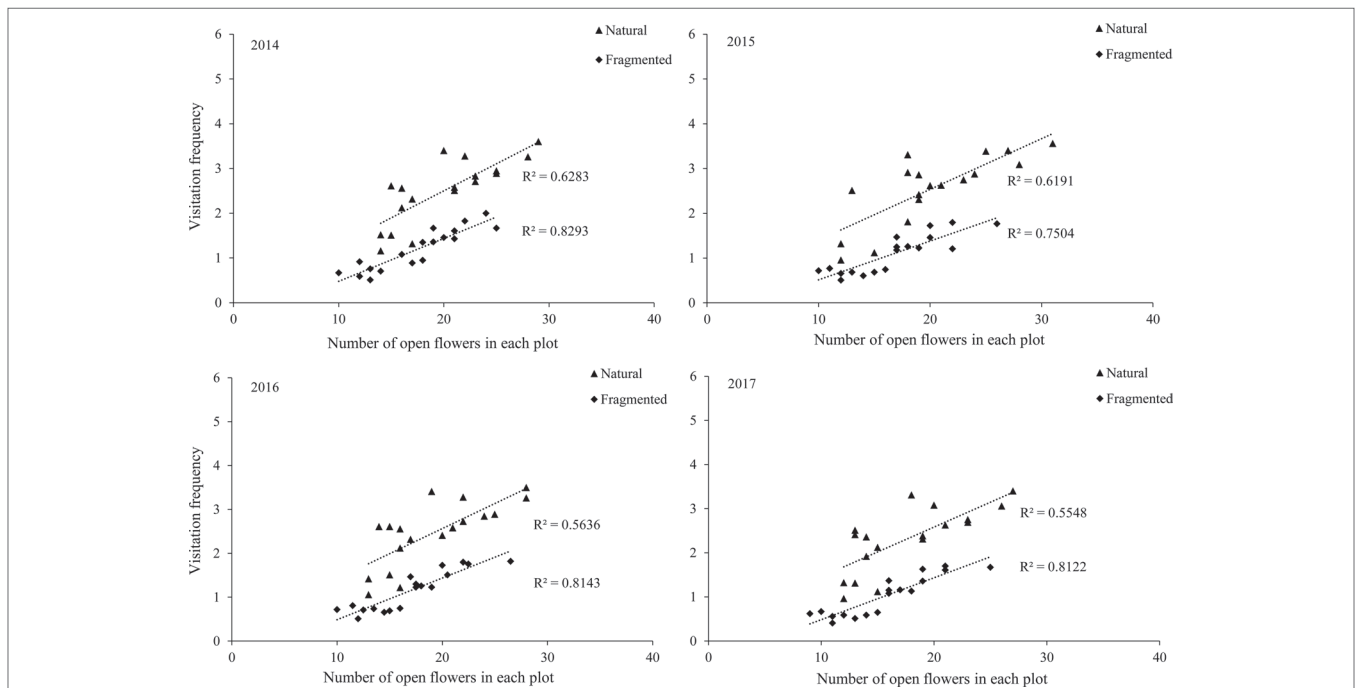 2014
▲ Natural
◆ Fragmented
6
5
4
3
2
1
0
Visitation frequency
R² = 0.6283
R² = 0.8293
0 10 20 30 40
Number of open flowers in each plot
2015
▲ Natural
◆ Fragmented
6
5
4
3
2
1
0
R² = 0.6191
R² = 0.7504
0 10 20 30 40
Number of open flowers in each plot
2016
▲ Natural
◆ Fragmented
6
5
4
3
2
1
0
Visitation frequency
R² = 0.5636
R² = 0.8143
0 10 20 30 40
Number of open flowers in each plot
2017
▲ Natural
◆ Fragmented
6
5
4
3
2
1
0
R² = 0.5548
R² = 0.8122
0 10 20 30 40
Number of open flowers in each plot